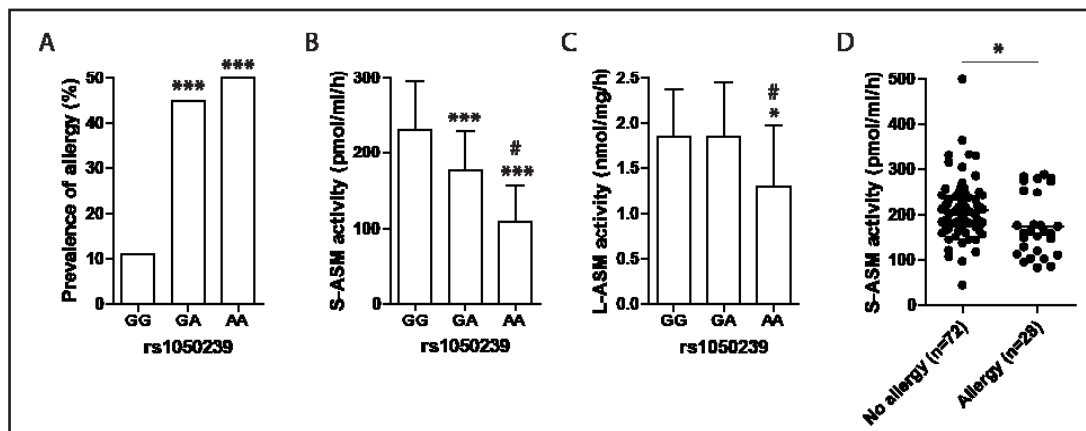 A
Prevalence of allergy (%)
50
40
30
20
10
0
***
***
GG GA AA
rs1050239
B
S-ASM activity (pmol/ml/h)
300
200
100
0
***
#
***
GG GA AA
rs1050239
C
L-ASM activity (nmol/mg/h)
2.5
2.0
1.5
1.0
0.5
0.0
#
*
GG GA AA
rs1050239
D
S-ASM activity (pmol/ml/h)
500
400
300
200
100
0
*
No allergy (n=72)
Allergy (n=28)